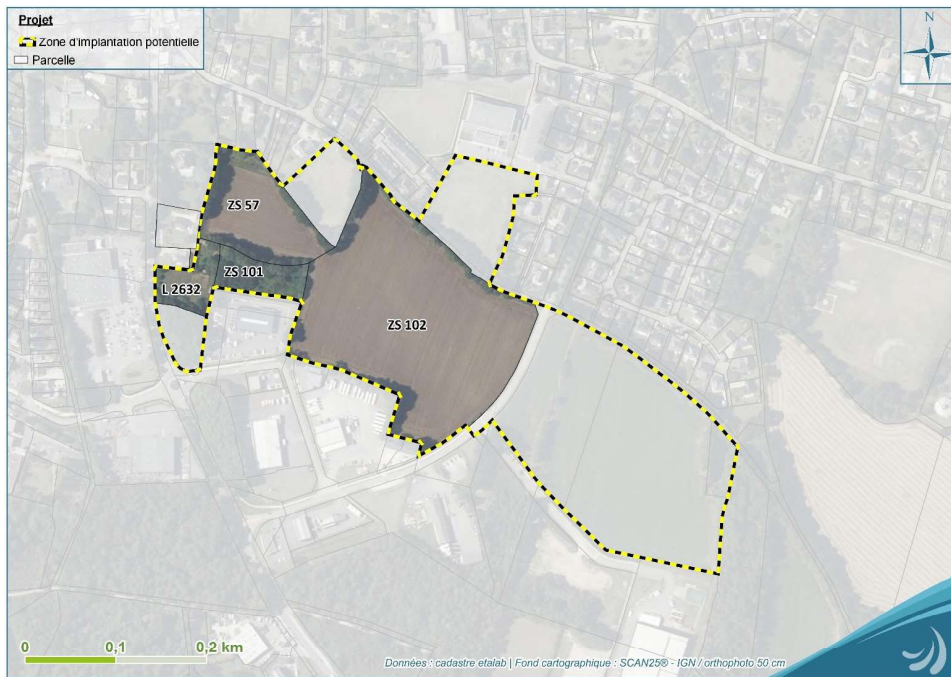 Projet
Zone d'implantation potentielle
Parcelle
N
ZS 57
ZS 101
L 2632
ZS 102
0 0,1 0,2 km
Données : cadastre etalab | Fond cartographique : SCAN25® - IGN / orthophoto 50 cm